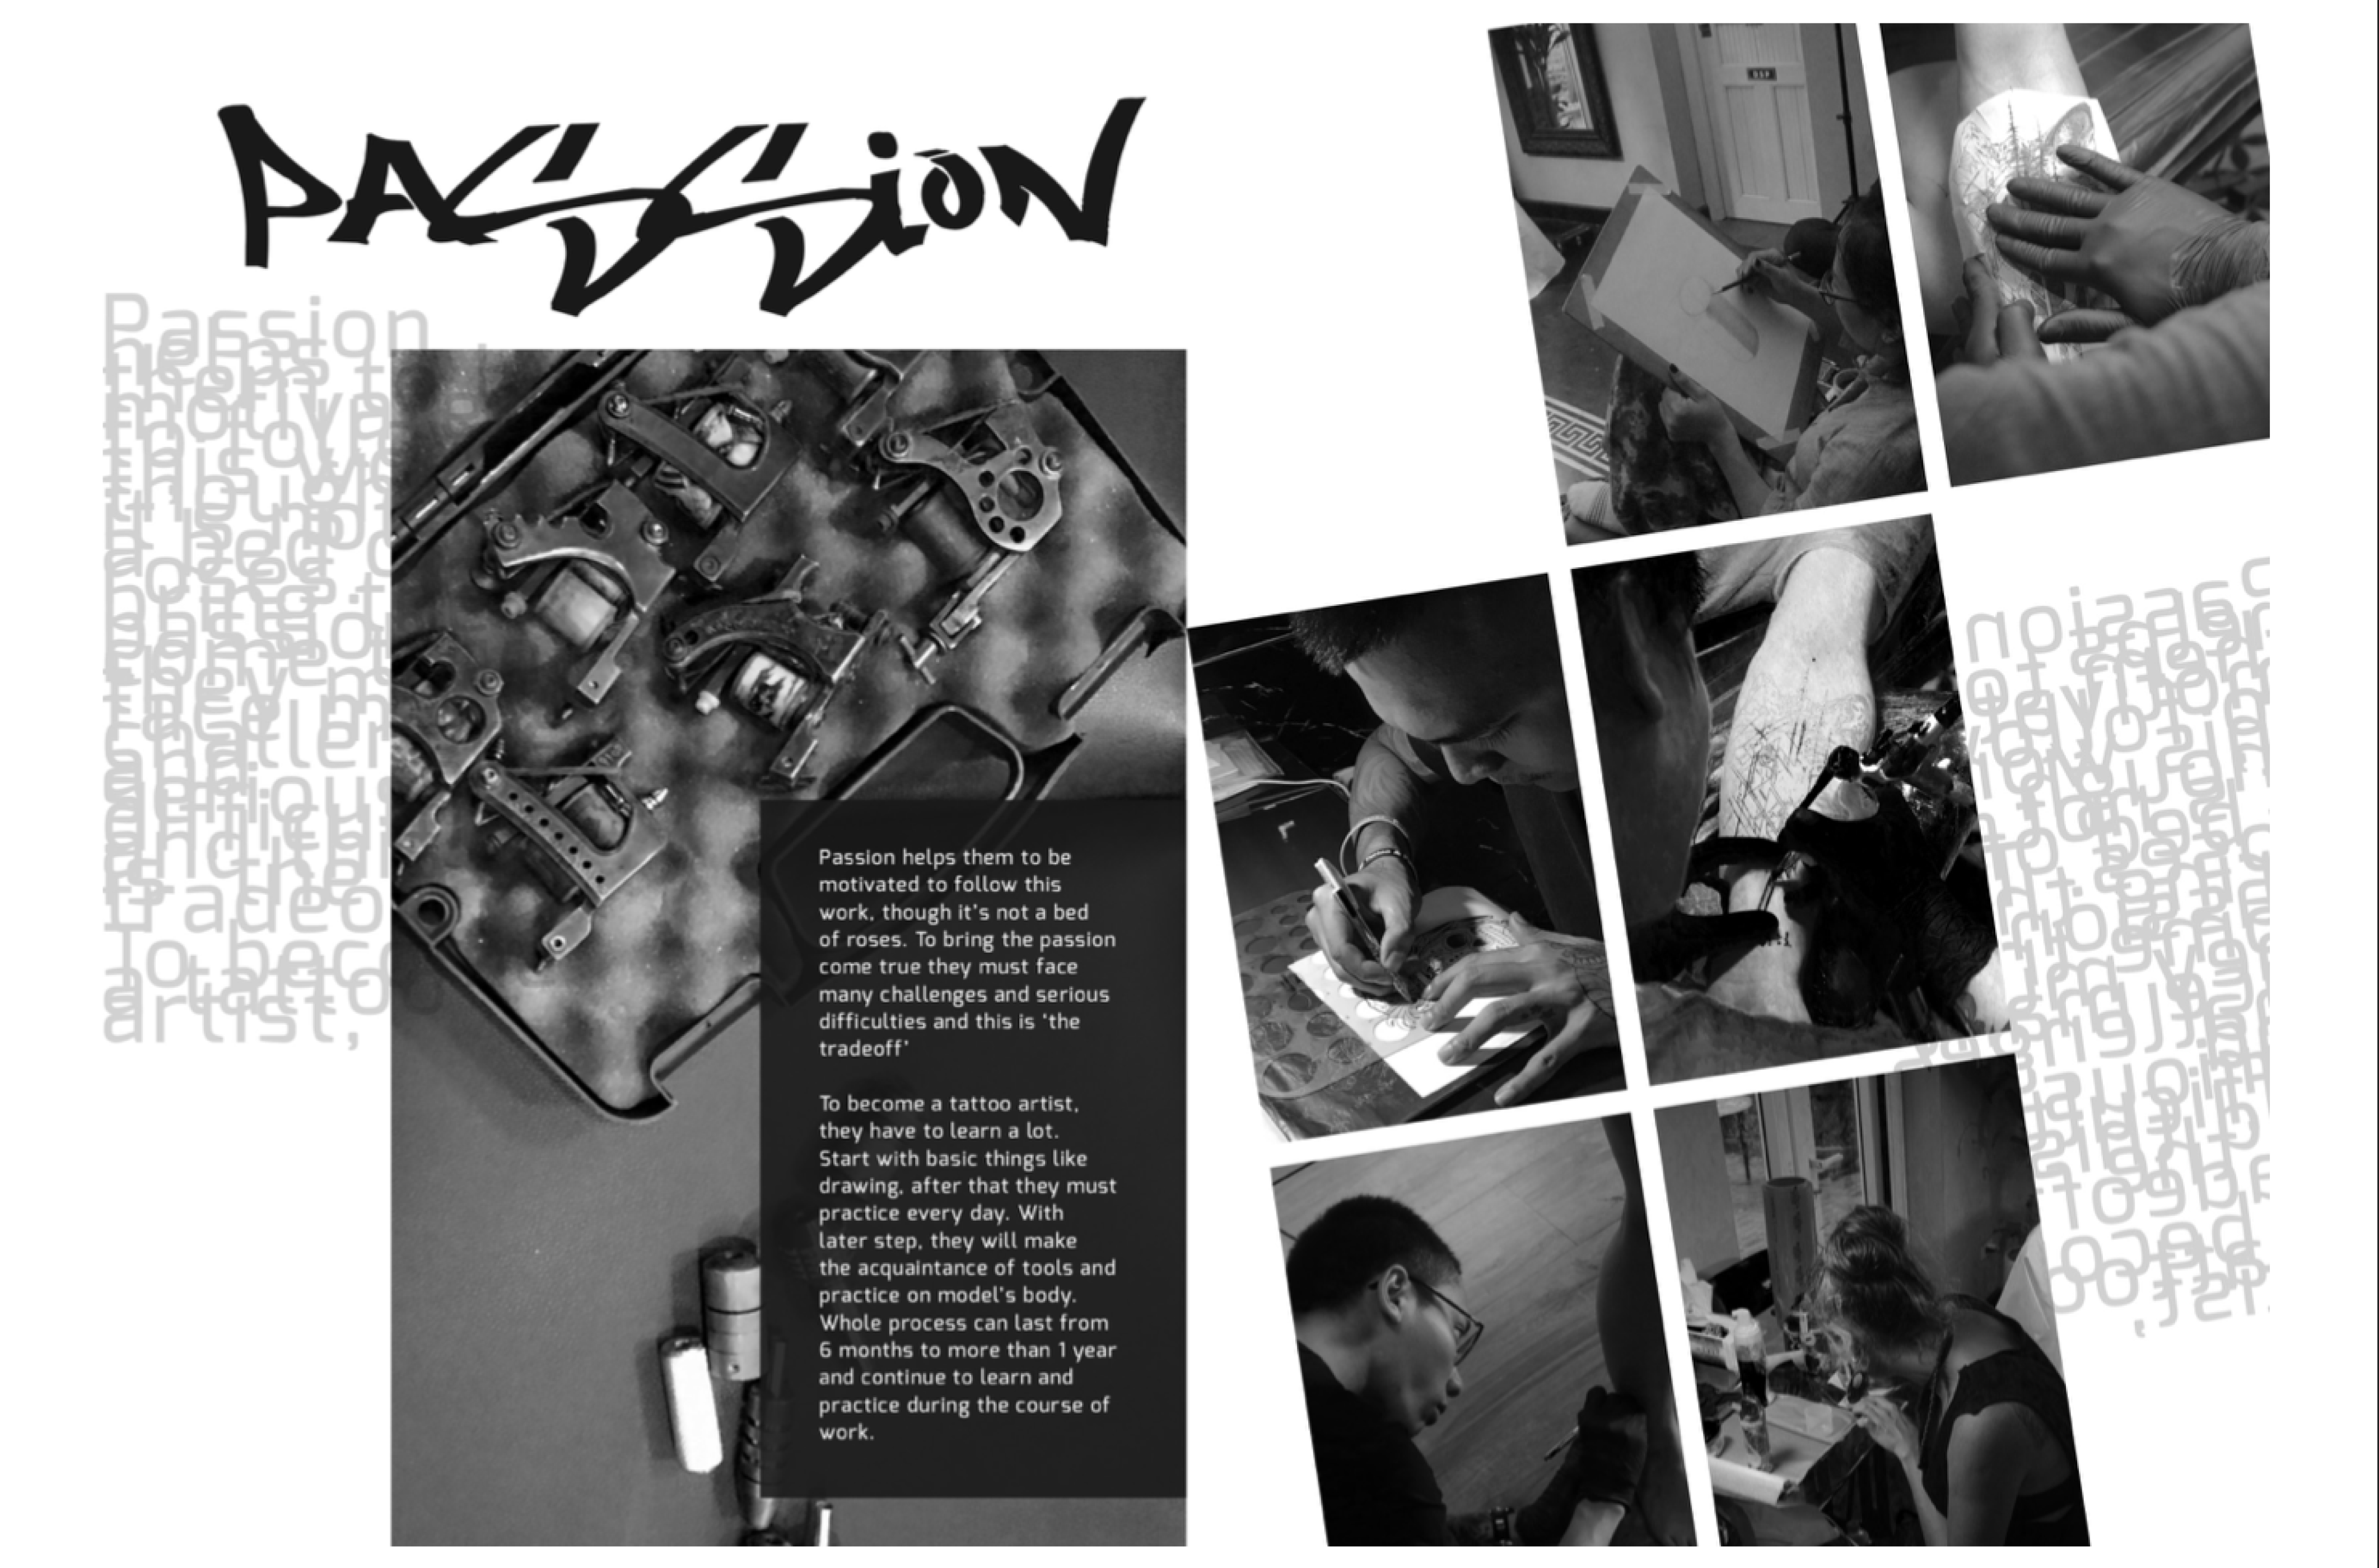 PASSION
Passion
artist,
Passion helps them to be
motivated to follow this
work, though it's not a bed
of roses. To bring the passion
come true they must face
many challenges and serious
difficulties and this is 'the
tradeoff'
To become a tattoo artist,
they have to learn a lot.
Start with basic things like
drawing, after that they must
practice every day. With
later step, they will make
the acquaintance of tools and
practice on model's body.
Whole process can last from
6 months to more than 1 year
and continue to learn and
practice during the course of
work.